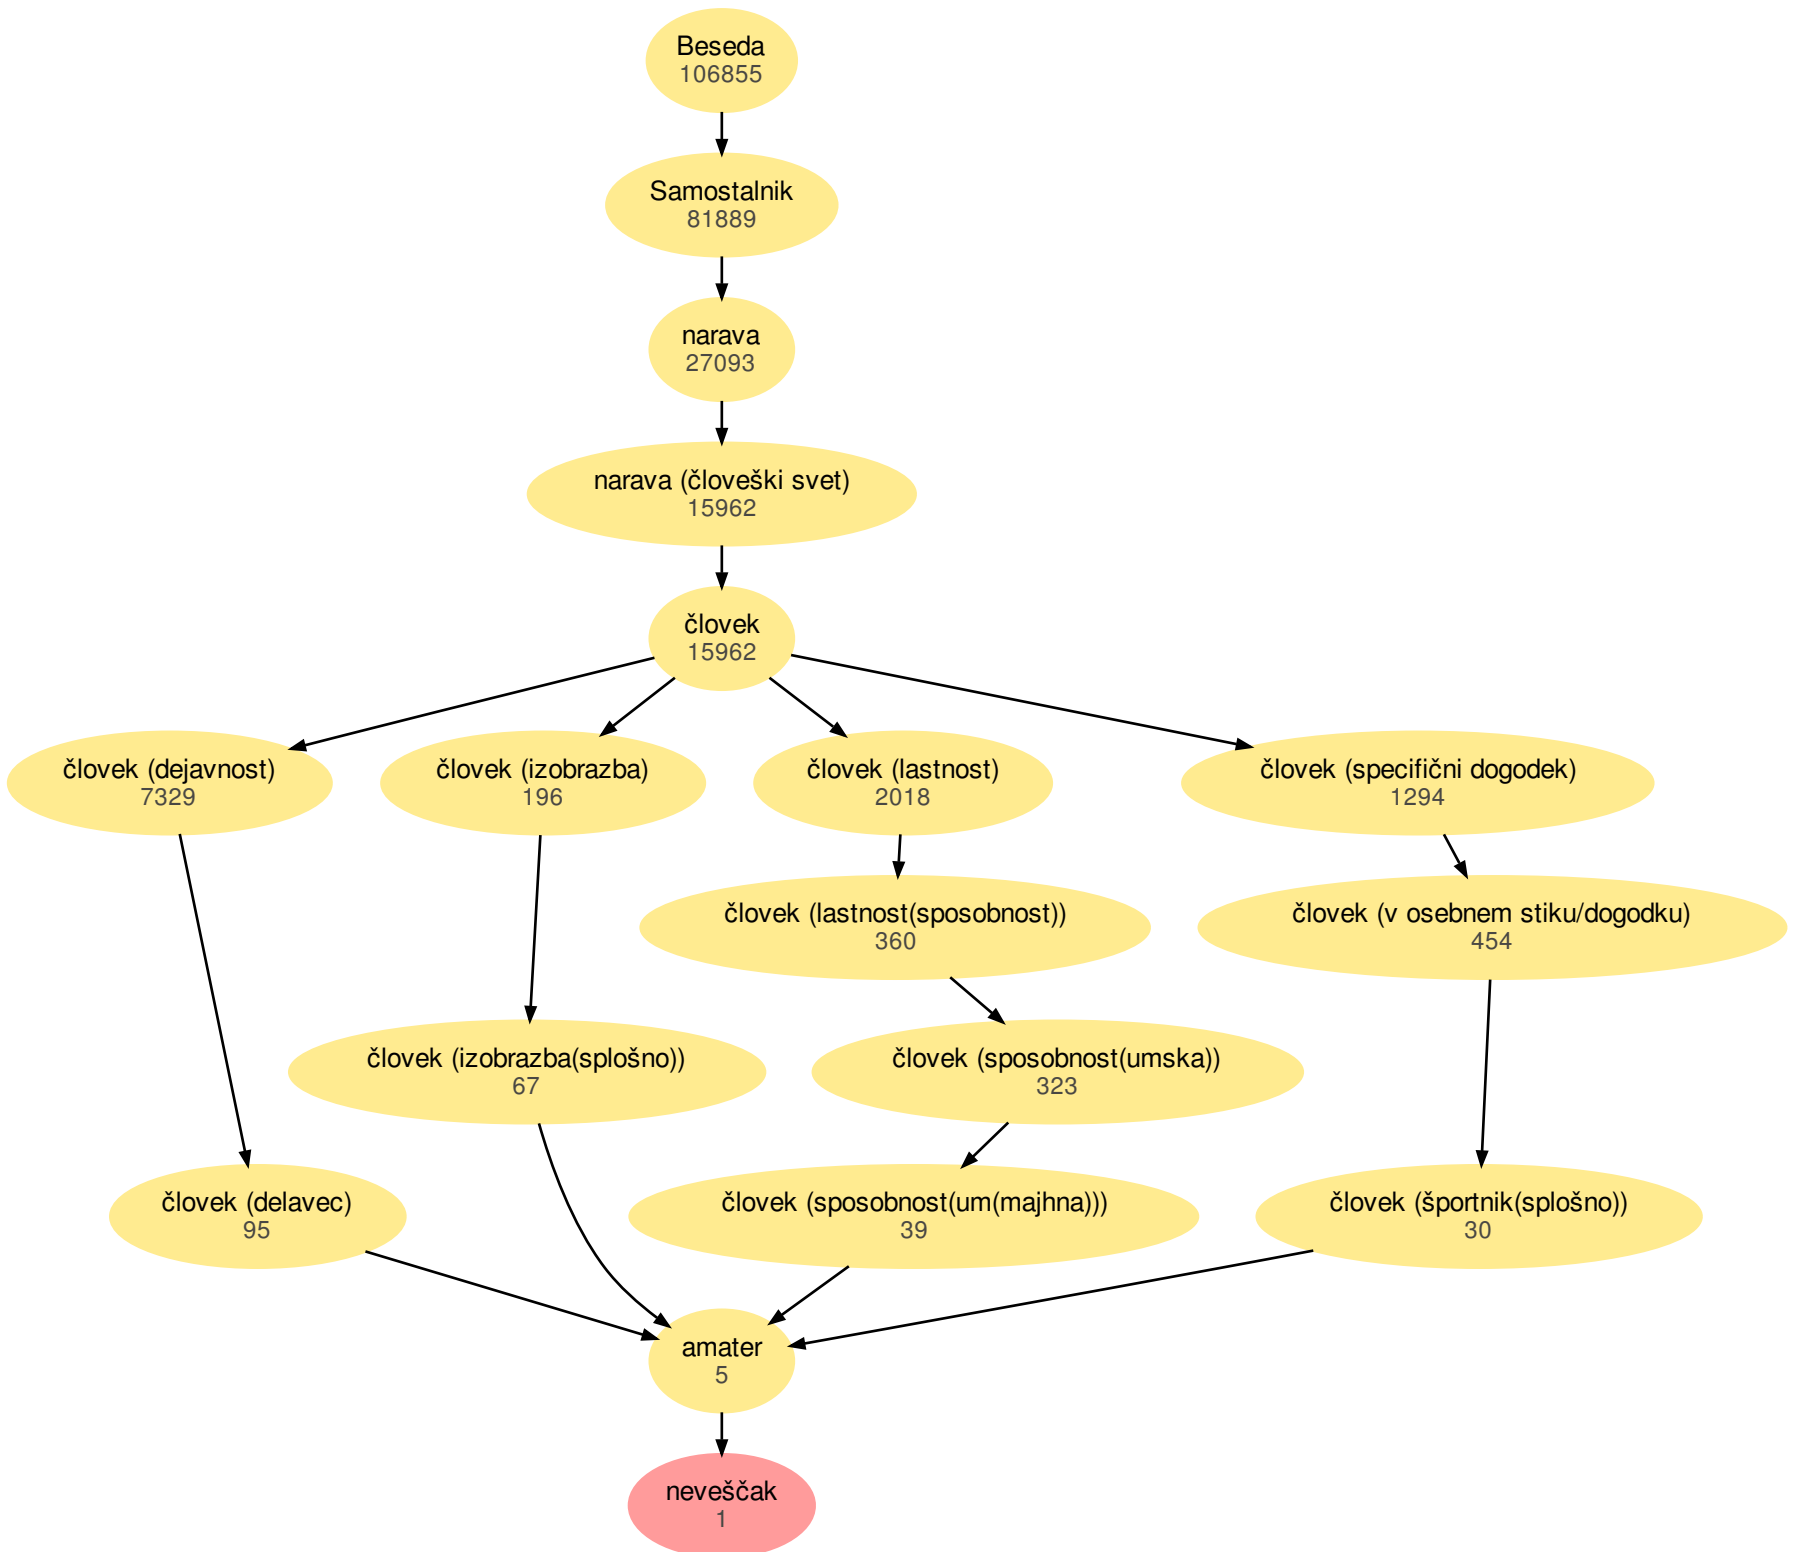 Beseda
106855
Samostalnik
81889
narava
27093
narava (človeški svet)
15962
človek
15962
človek (dejavnost)
7329
človek (izobrazba)
196
človek (lastnost)
2018
človek (specifični dogodek)
1294
človek (lastnost(sposobnost))
360
človek (v osebnem stiku/dogodku)
454
človek (izobrazba(splošno))
67
človek (sposobnost(umska))
323
človek (delavec)
95
človek (sposobnost(um(majhna)))
39
človek (športnik(splošno))
30
amater
5
neveščak
1